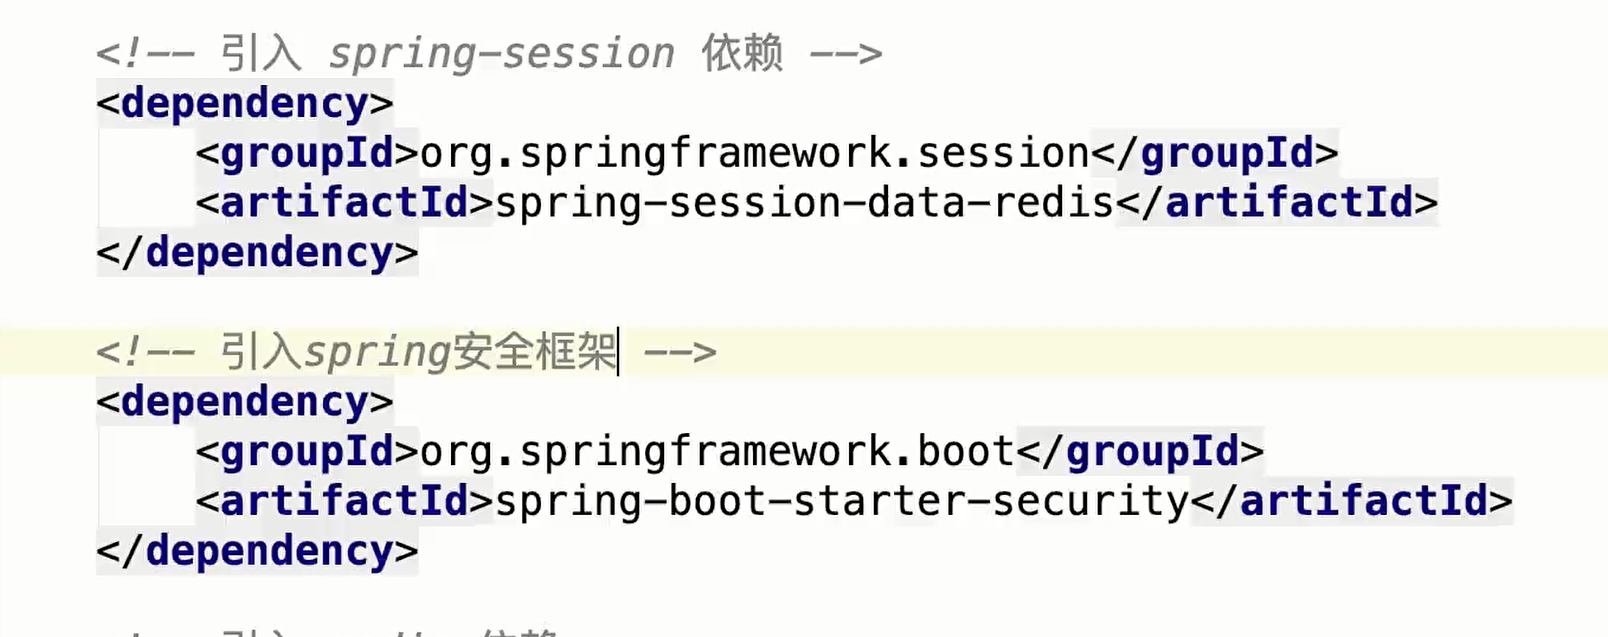 <!-- 引入 spring-session 依赖 -->
<dependency>
<groupId>org.springframework.session</groupId>
<artifactId>spring-session-data-redis</artifactId>
</dependency>
<!-- 引入spring安全框架 -->
<dependency>
<groupId>org.springframework.boot</groupId>
<artifactId>spring-boot-starter-security</artifactId>
</dependency>